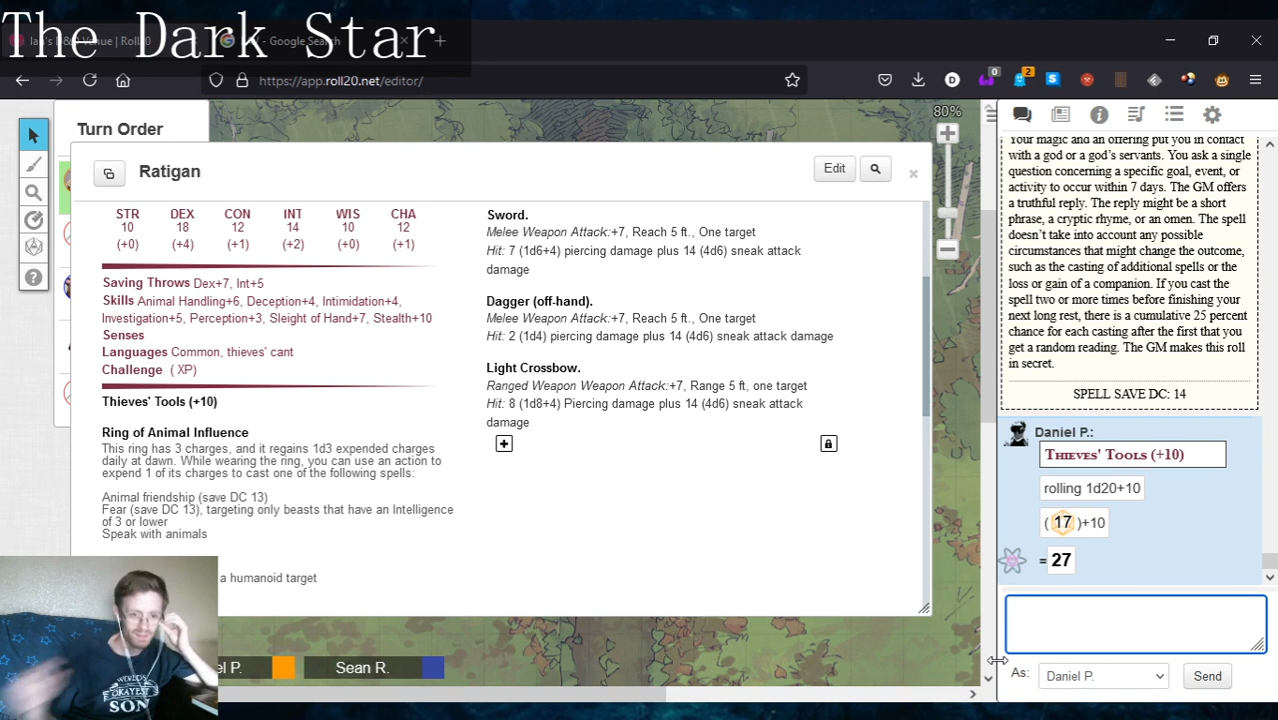 The Dark Star
- Google Search
https://app.roll20.net/editor/
0
2
Turn Order
80%
Ratigan
Edit
STR DEX CON INT WIS CHA
10 18 12 14 10 12
(+0) (+4) (+1) (+2) (+0) (+1)
Saving Throws Dex+7, Int+5
Skills Animal Handling+6, Deception+4, Intimidation+4,
Investigation+5, Perception+3, Sleight of Hand+7, Stealth+10
Senses
Languages Common, thieves' cant
Challenge ( XP)
Thieves' Tools (+10)
Ring of Animal Influence
This ring has 3 charges, and it regains 1d3 expended charges
daily at dawn. While wearing the ring, you can use an action to
expend 1 of its charges to cast one of the following spells:
Animal friendship (save DC 13)
Fear (save DC 13), targeting only beasts that have an Intelligence
of 3 or lower
Speak with animals
a humanoid target
Sword.
Melee Weapon Attack:+7, Reach 5 ft., One target
Hit: 7 (1d6+4) piercing damage plus 14 (4d6) sneak attack
damage
Dagger (off-hand).
Melee Weapon Attack:+7, Reach 5 ft., One target
Hit: 2 (1d4) piercing damage plus 14 (4d6) sneak attack damage
Light Crossbow.
Ranged Weapon Weapon Attack:+7, Range 5 ft, one target
Hit: 8 (1d8+4) Piercing damage plus 14 (4d6) sneak attack
damage
Your magic and an offering put you in contact
with a god or a god's servants. You ask a single
question concerning a specific goal, event, or
activity to occur within 7 days. The GM offers
a truthful reply. The reply might be a short
phrase, a cryptic rhyme, or an omen. The spell
doesn't take into account any possible
circumstances that might change the outcome,
such as the casting of additional spells or the
loss or gain of a companion. If you cast the
spell two or more times before finishing your
next long rest, there is a cumulative 25 percent
chance for each casting after the first that you
get a random reading. The GM makes this roll
in secret.
SPELL SAVE DC: 14
Daniel P.:
Thieves' Tools (+10)
rolling 1d20+10
(17)+10
=27
As: Daniel P.
Send
el P.
Sean R.
WORLD'S
OKAYEST
SON